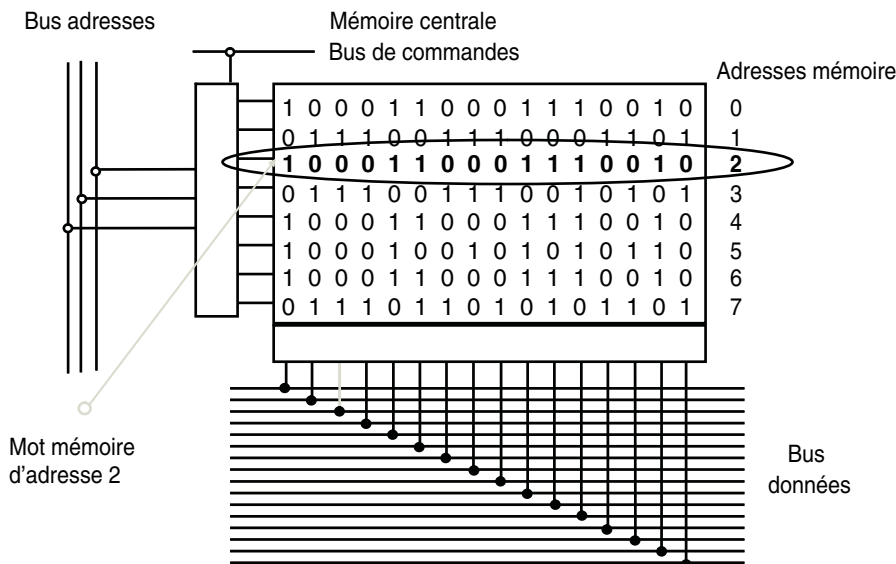 Bus adresses
Mémoire centrale
Bus de commandes
Adresses mémoire
1 0 0 0 1 1 0 0 0 1 1 1 0 0 1 0 0
0 1 1 1 0 0 1 1 1 0 0 0 1 1 0 1 1
1 0 0 0 1 1 0 0 0 1 1 1 0 0 1 0 2
0 1 1 1 0 0 1 1 1 0 0 1 0 1 0 1 3
1 0 0 0 1 1 0 0 0 1 1 1 0 0 1 0 4
1 0 0 0 1 0 0 1 0 1 0 1 0 1 1 0 5
1 0 0 0 1 1 0 0 0 1 1 1 0 0 1 0 6
0 1 1 1 0 1 1 0 1 0 1 0 1 1 0 1 7
Mot mémoire
d'adresse 2
Bus
données